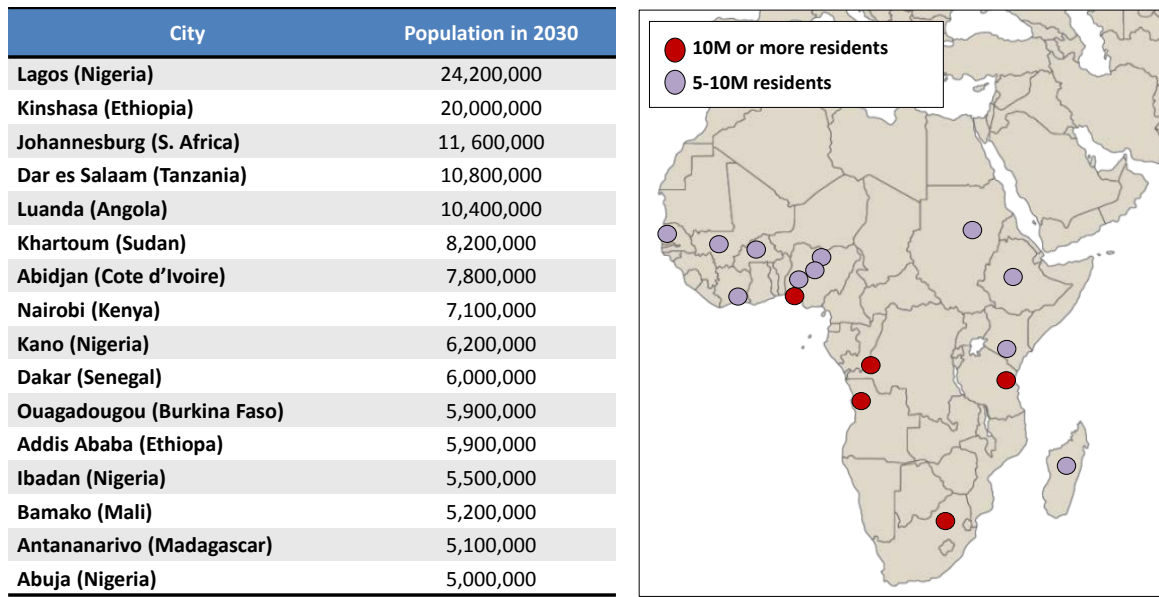 City Population in 2030
Lagos (Nigeria) 24,200,000
Kinshasa (Ethiopia) 20,000,000
Johannesburg (S. Africa) 11, 600,000
Dar es Salaam (Tanzania) 10,800,000
Luanda (Angola) 10,400,000
Khartoum (Sudan) 8,200,000
Abidjan (Cote d’Ivoire) 7,800,000
Nairobi (Kenya) 7,100,000
Kano (Nigeria) 6,200,000
Dakar (Senegal) 6,000,000
Ouagadougou (Burkina Faso) 5,900,000
Addis Ababa (Ethiopa) 5,900,000
Ibadan (Nigeria) 5,500,000
Bamako (Mali) 5,200,000
Antananarivo (Madagascar) 5,100,000
Abuja (Nigeria) 5,000,000
10M or more residents
5-10M residents